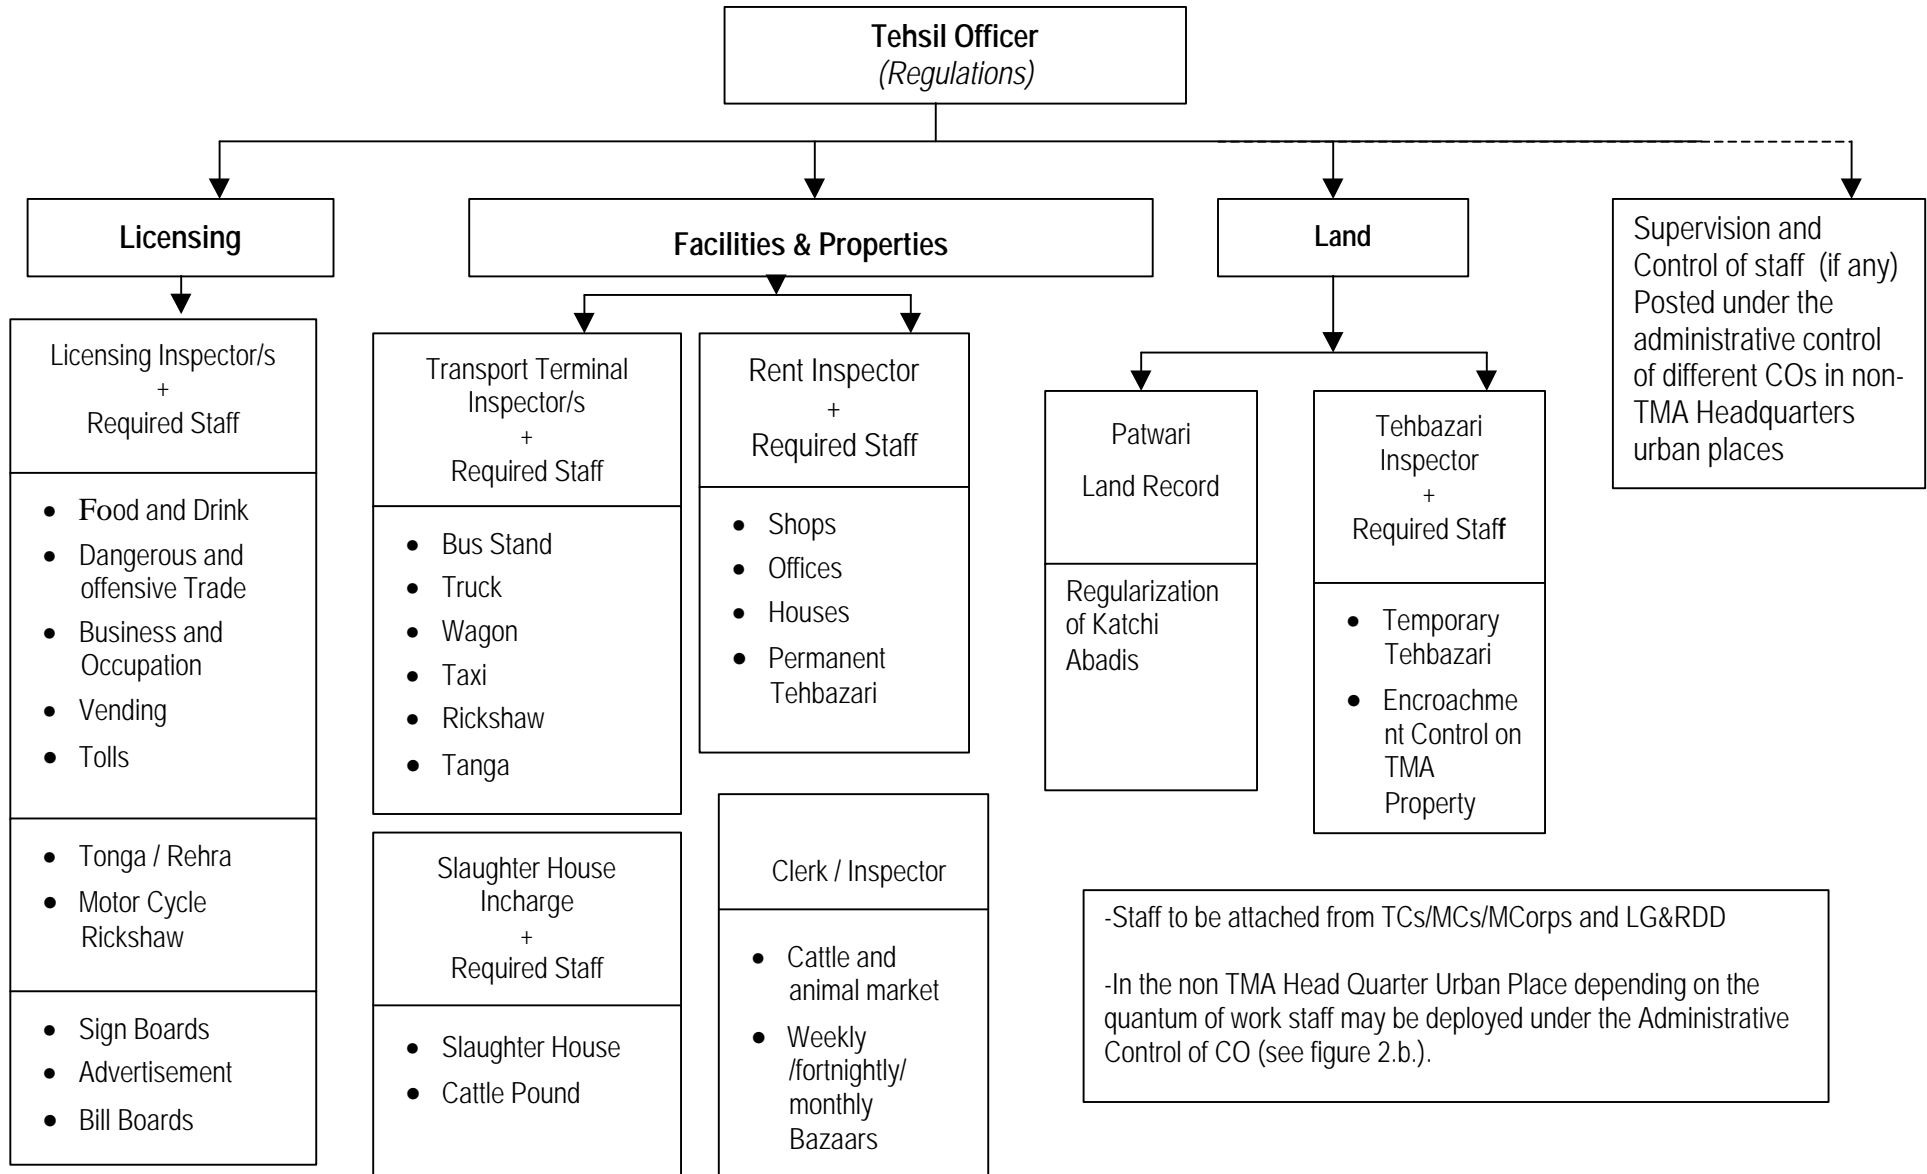 Tehsil Officer
(Regulations)
Licensing
Facilities & Properties
Land
Supervision and
Control of staff (if any)
Posted under the
administrative control
of different COs in non-
TMA Headquarters
urban places
Licensing Inspector/s
+
Required Staff
• Food and Drink
• Dangerous and
offensive Trade
• Business and
Occupation
• Vending
• Tolls
• Tonga / Rehra
• Motor Cycle
Rickshaw
• Sign Boards
• Advertisement
• Bill Boards
Transport Terminal
Inspector/s
+
Required Staff
• Bus Stand
• Truck
• Wagon
• Taxi
• Rickshaw
• Tanga
Slaughter House
Incharge
+
Required Staff
• Slaughter House
• Cattle Pound
Rent Inspector
+
Required Staff
• Shops
• Offices
• Houses
• Permanent
Tehbazari
Clerk / Inspector
• Cattle and
animal market
• Weekly
/fortnightly/
monthly
Bazaars
Patwari
Land Record
Regularization
of Katchi
Abadis
Tehbazari
Inspector
+
Required Staff
• Temporary
Tehbazari
• Encroachme
nt Control on
TMA
Property
-Staff to be attached from TCs/MCs/MCorps and LG&RDD
-In the non TMA Head Quarter Urban Place depending on the
quantum of work staff may be deployed under the Administrative
Control of CO (see figure 2.b.).